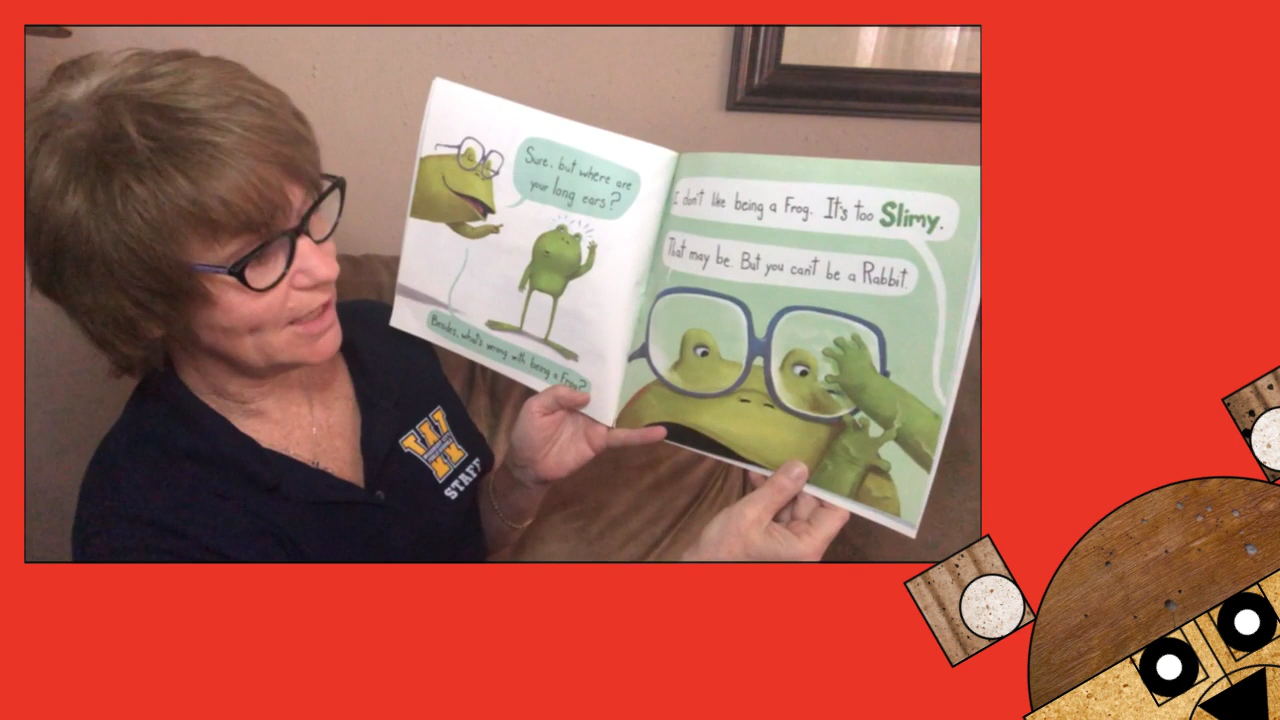 Sure, but where are
your long ears?
Besides, what's wrong with being a Frog?
I don't like being a Frog. It's too Slimy.
That may be. But you can't be a Rabbit.
W
STAFF